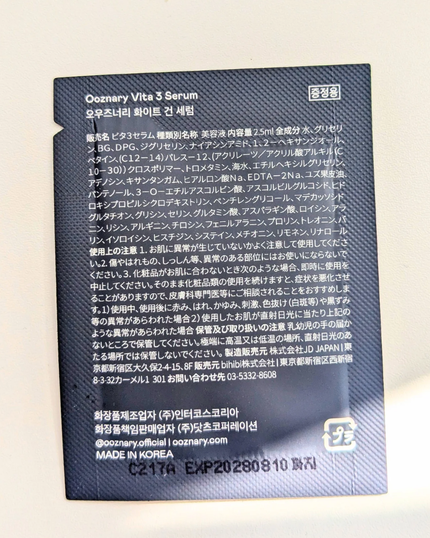 Ooznary Vita 3 Serum
증정용
오우즈너리 화이트 건 세럼
販売名 ビタ3セラム 種類別名称 美容液 内容量 2.5ml 全成分 水、グリセリ
ン、BG、DPG、ジグリセリン、ナイアシンアミド、1、2-ヘキサンジオール、
ベタイン、(C12-14)パレス-12、(アクリレーツ/アクリル酸アルキル(C
10-30))クロスポリマー、トロメタミン、海水、エチルヘキシルグリセリン、
アデノシン、キサンタンガム、ヒアルロン酸Na、EDTA-2Na、ユズ果皮油、
パンテノール、3-O-エチルアスコルビン酸、アスコルビルグルコシド、ヒド
ロキシプロピルシクロデキストリン、ペンチレングリコール、マデカッソシド
グルタチオン、グリシン、セリン、グルタミン酸、アスパラギン酸、ロイシン、アラ
ニン、リシン、アルギニン、チロシン、フェニルアラニン、プロリン、トレオニン、バ
リン、イソロイシン、ヒスチジン、システイン、メチオニン、リモネン、リナロール
使用上の注意 1. お肌に異常が生じていないかよく注意して使用してくださ
い。2. 傷やはれもの、しっしん等、異常のある部位にはお使いにならないで
ください。3. 化粧品がお肌に合わないとき次のような場合、即時に使用を
中止してください。そのまま化粧品類の使用を続けますと、症状を悪化させ
ることがありますので、皮膚科専門医等にご相談されることをおすすめしま
す。1) 使用中、使用後に赤み、はれ、かゆみ、刺激、色抜け(白斑等)や黒ずみ
等の異常があらわれた場合 2) 使用したお肌が直射日光に当たり上記の
ような異常があらわれた場合 保管及び取り扱いの注意 乳幼児の手の届か
ないところで保管してください。極端に高温又は低温の場所、直射日光のあ
たる場所では保管しないでください。製造販売元 株式会社JD JAPAN | 東
京都新宿区大久保2-4-15, 8F 販売元 bihibi株式会社 | 東京都新宿区西新宿
8-3-32カーメル1 301 お問い合わせ先 03-5332-8608
화장품제조업자 (주)인터코스코리아
화장품책임판매업자 (주)닷츠코퍼레이션
@ooznary.official | ooznary.com
MADE IN KOREA
プラ
C217A EXP20280810 까지